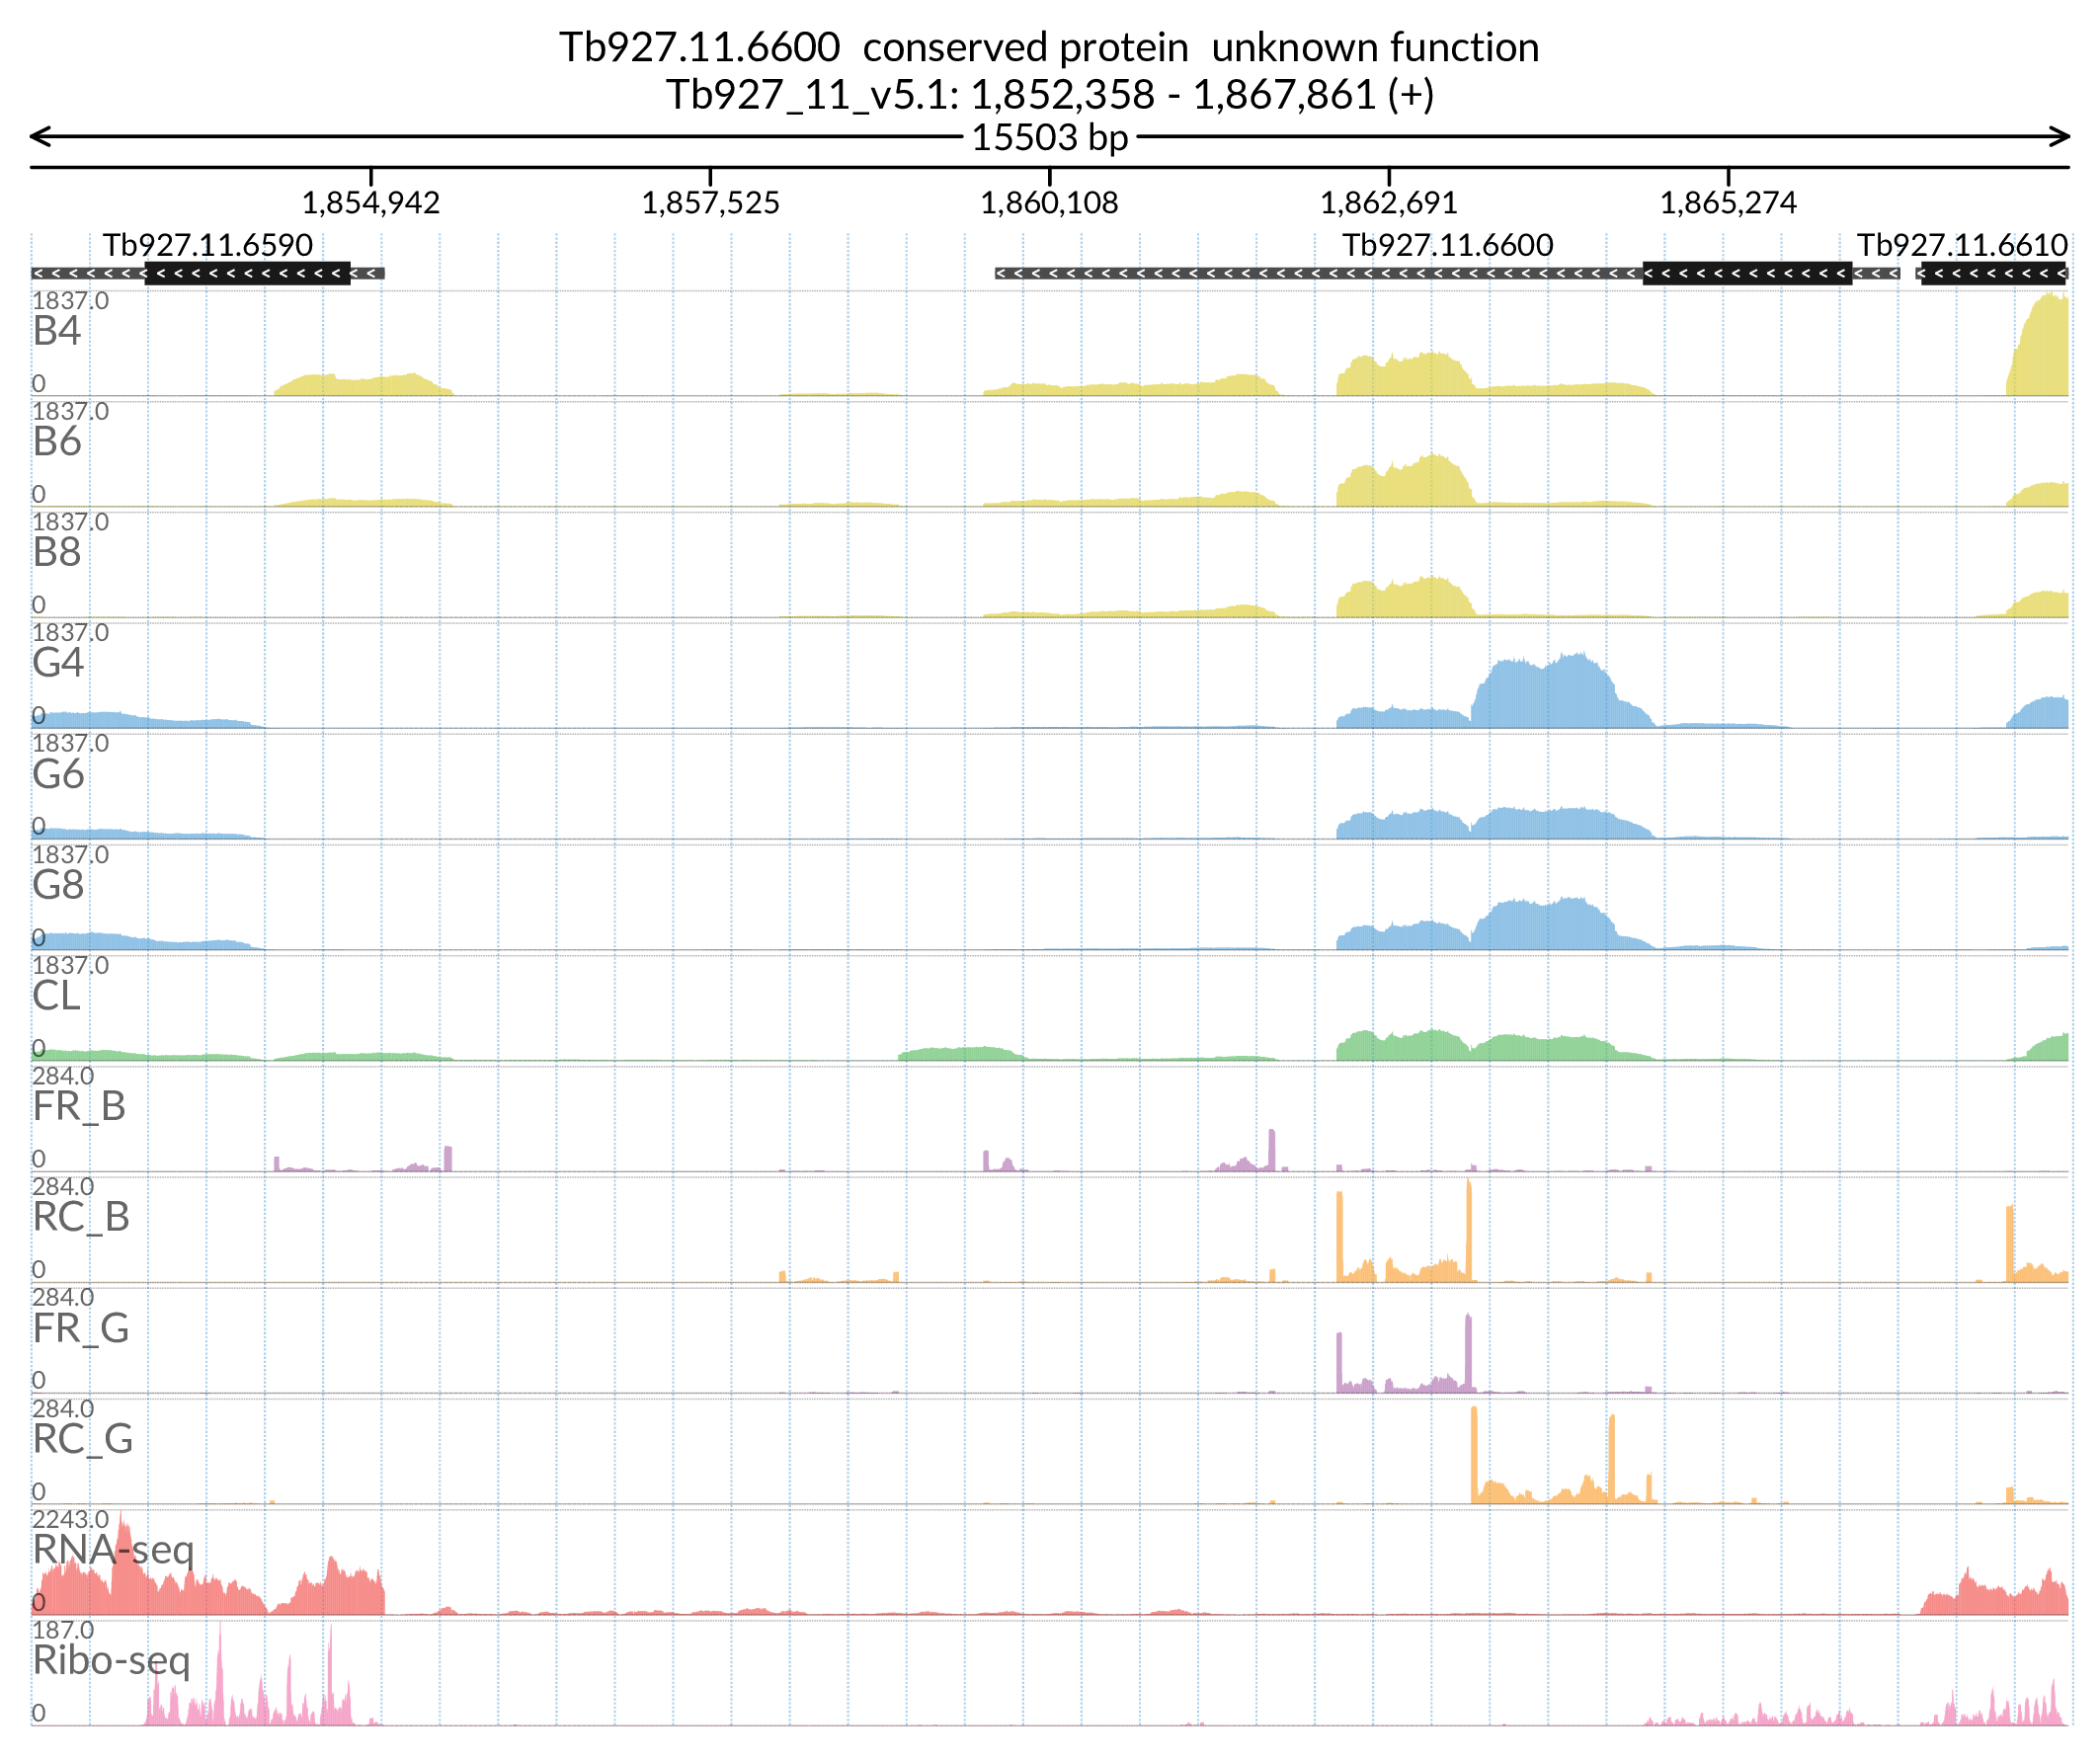 Tb927.11.6600 conserved protein unknown function
Tb927_11_v5.1: 1,852,358 - 1,867,861 (+)
15503 bp
1,854,942 1,857,525 1,860,108 1,862,691 1,865,274
Tb927.11.6590 Tb927.11.6600 Tb927.11.6610
1837.0
B4
0
1837.0
B6
0
1837.0
B8
0
1837.0
G4
0
1837.0
G6
0
1837.0
G8
0
1837.0
CL
0
284.0
FR_B
0
284.0
RC_B
0
284.0
FR_G
0
284.0
RC_G
0
2243.0
RNA-seq
0
187.0
Ribo-seq
0